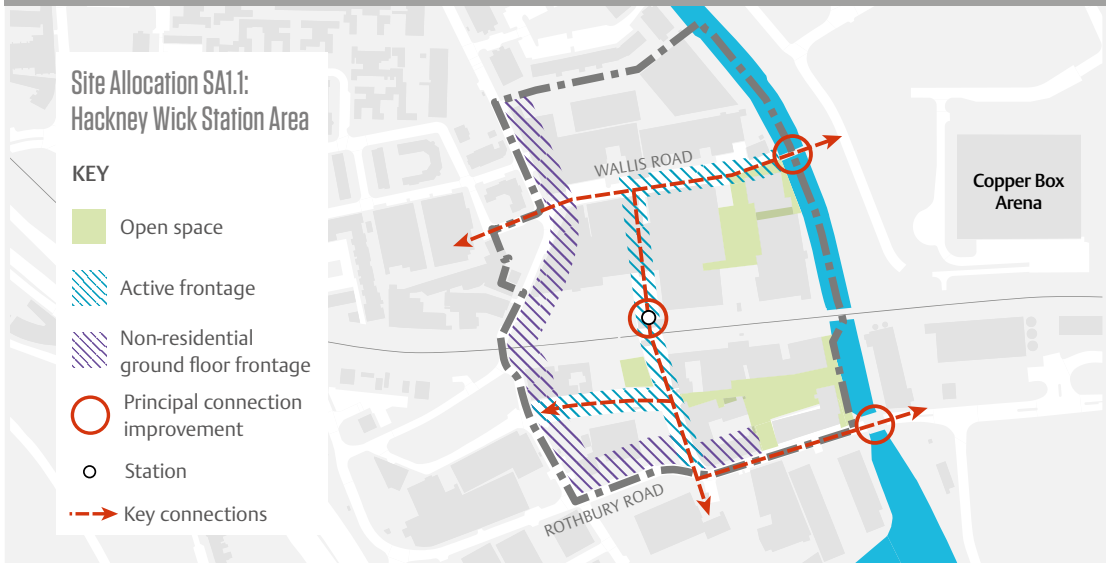 Site Allocation SA1.1:
Hackney Wick Station Area
KEY
Open space
Active frontage
Non-residential
ground floor frontage
Principal connection
improvement
Station
Key connections
WALLIS ROAD
Copper Box
Arena
ROTHBURY ROAD